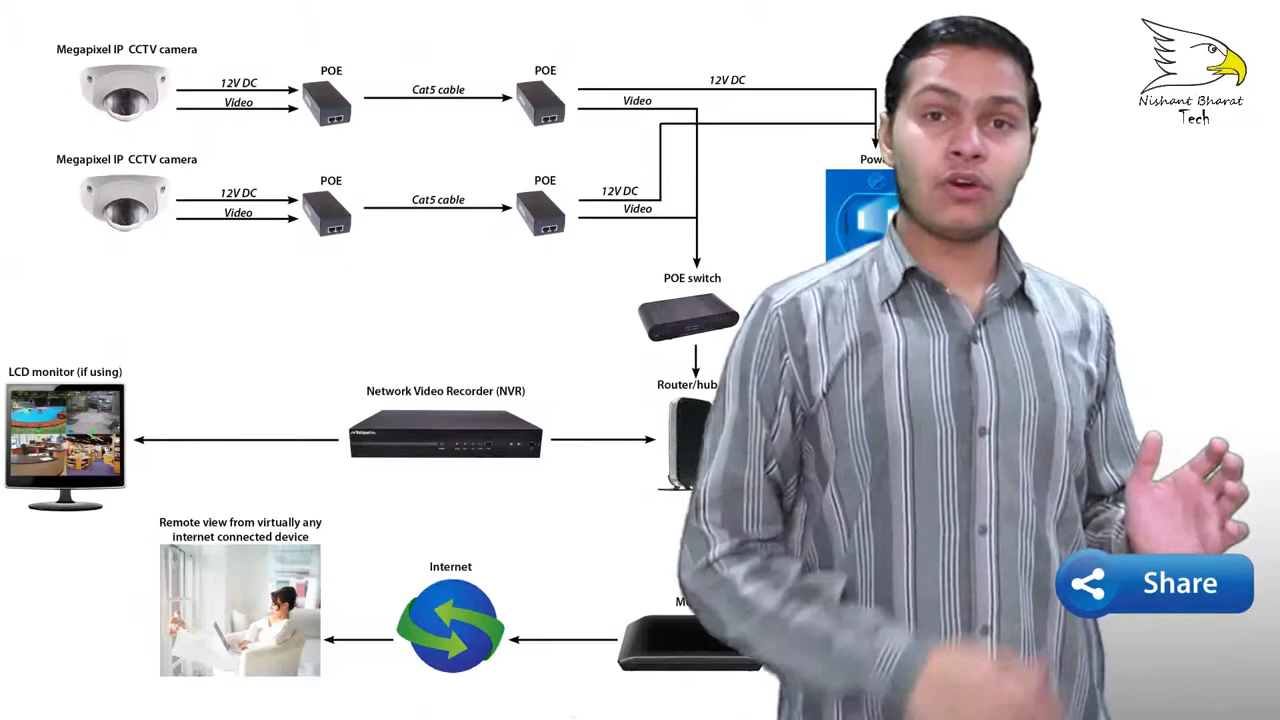 Megapixel IP CCTV camera
12V DC
Video
POE
Cat5 cable
POE
12V DC
Video
Nishant Bharat
Tech
Megapixel IP CCTV camera
12V DC
Video
POE
Cat5 cable
POE
12V DC
Video
POE switch
Router/hub
LCD monitor (if using)
Network Video Recorder (NVR)
Remote view from virtually any
internet connected device
Internet
Share